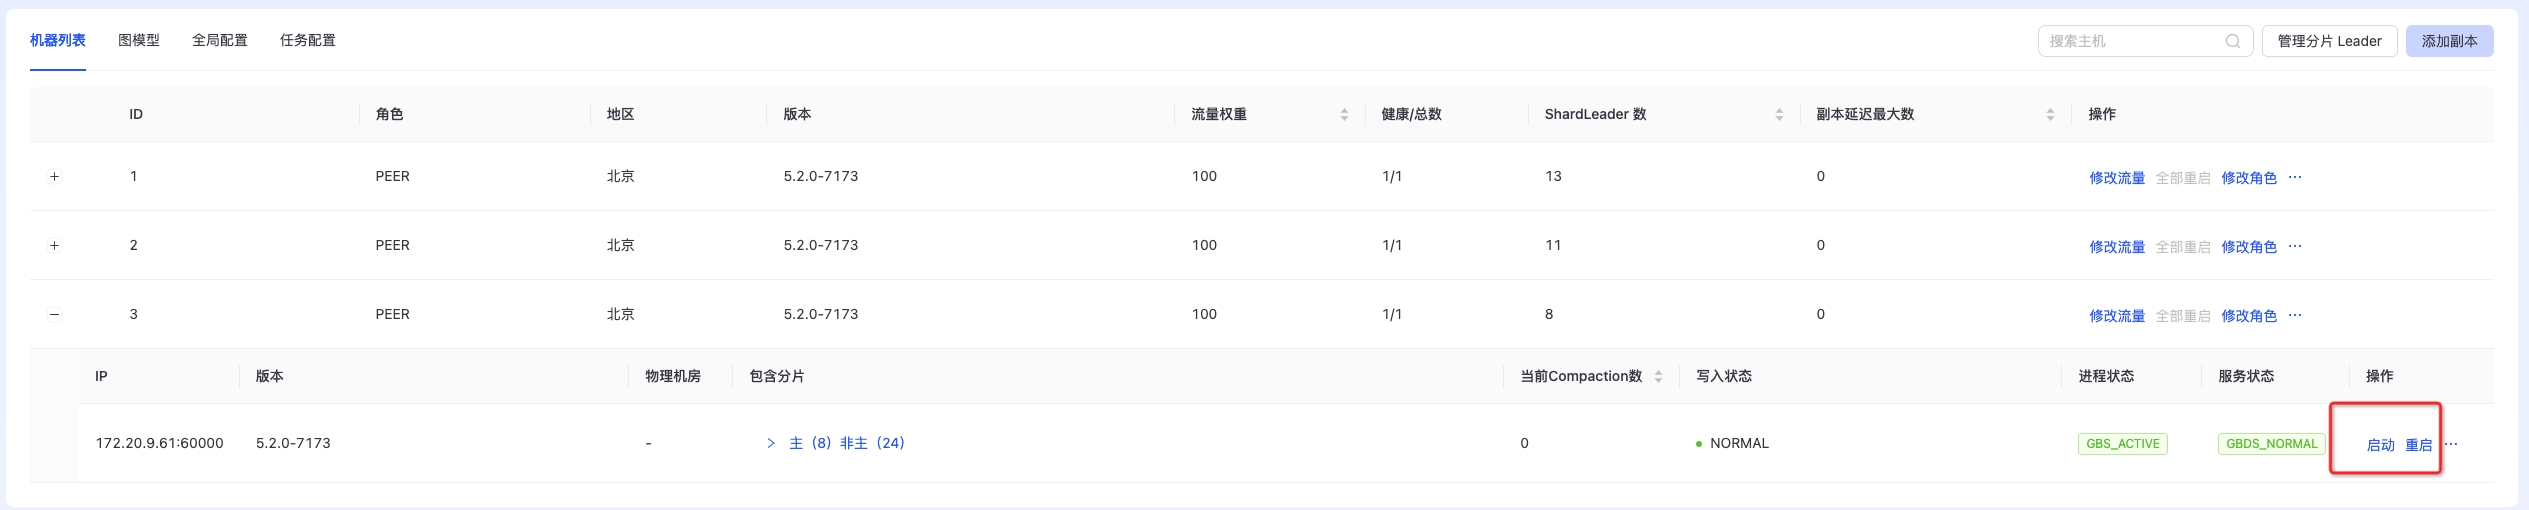 机器列表 图模型 全局配置 任务配置 搜索主机 管理分片 Leader 添加副本
ID 角色 地区 版本 流量权重 健康/总数 ShardLeader 数 副本延迟最大数 操作
1 PEER 北京 5.2.0-7173 100 1/1 13 0 修改流量 全部重启 修改角色 ···
2 PEER 北京 5.2.0-7173 100 1/1 11 0 修改流量 全部重启 修改角色 ···
3 PEER 北京 5.2.0-7173 100 1/1 8 0 修改流量 全部重启 修改角色 ···
IP 版本 物理机房 包含分片 当前Compaction数 写入状态 进程状态 服务状态 操作
172.20.9.61:60000 5.2.0-7173 - 主（8）非主（24） 0 NORMAL GBS_ACTIVE GBDS_NORMAL 启动 重启 ···